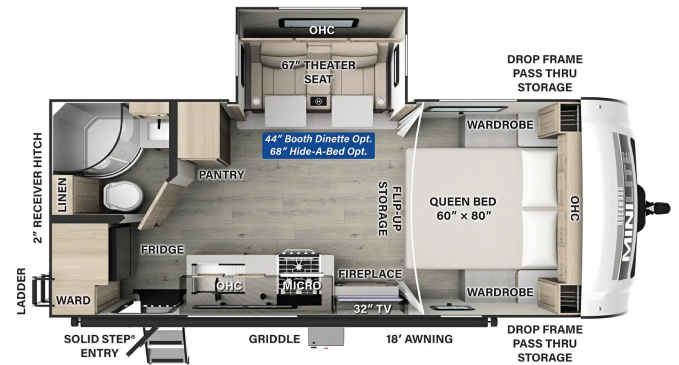 OHC
67" THEATER
SEAT
44" Booth Dinette Opt.
68" Hide-A-Bed Opt.
DROP FRAME
PASS THRU
STORAGE
WARDROBE
2" RECEIVER HITCH
LINEN
PANTRY
FLIP-UP
STORAGE
QUEEN BED
60" × 80"
OHC
MINI LITE
FRIDGE
LADDER
WARD
OHC
MICRO
FIREPLACE
32" TV
WARDROBE
SOLID STEP®
ENTRY
GRIDDLE
18' AWNING
DROP FRAME
PASS THRU
STORAGE